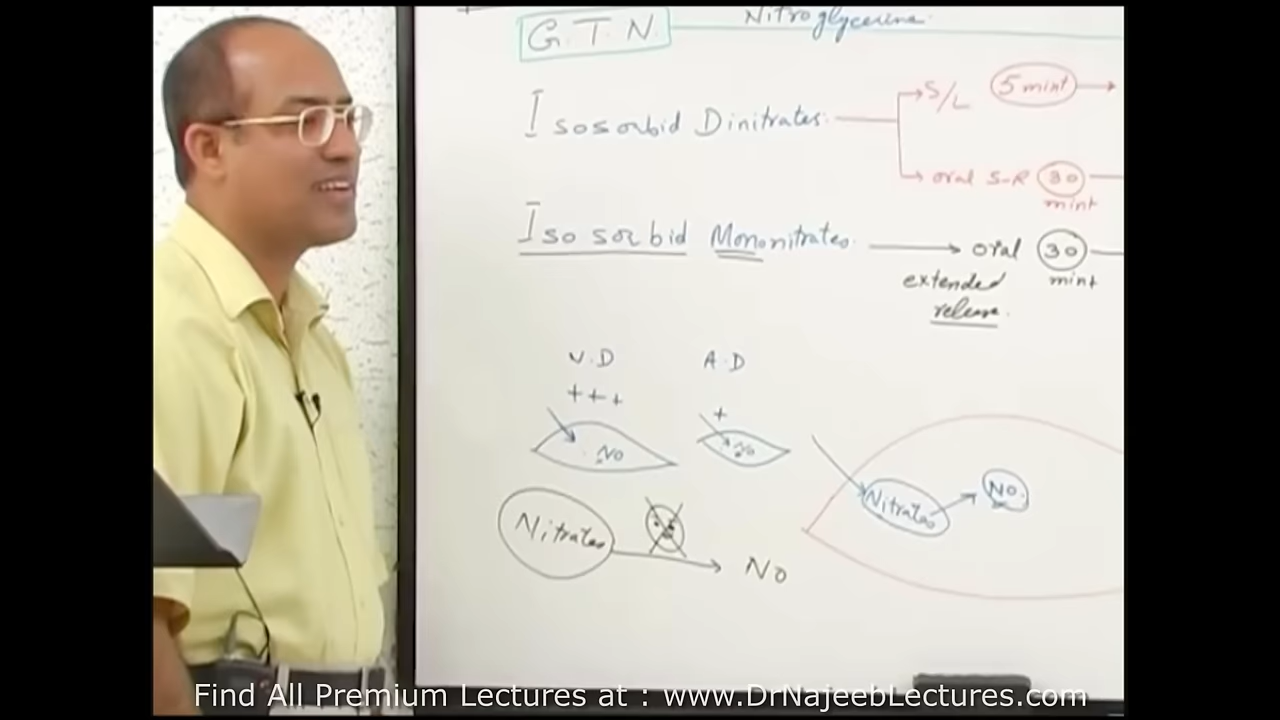 G.T.N. Nitroglycerine
S/L 5 mint
Isosorbid Dinitrates
oral S-R 30 mint
Isosorbid Mononitrates oral 30 mint
extended release.
V.D A.D
+++ +
NO NO
Nitrates NO.
Nitrates NO
Find All Premium Lectures at : www.DrNajeebLectures.com